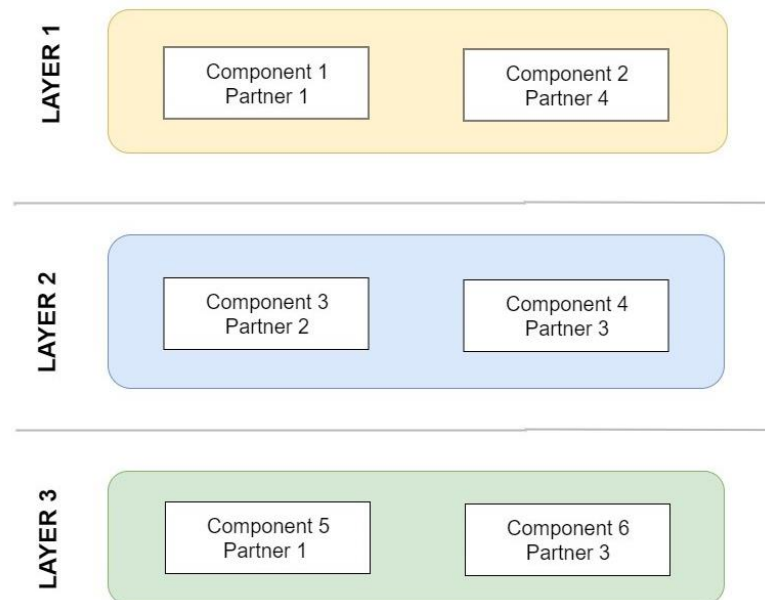 LAYER 1
Component 1
Partner 1
Component 2
Partner 4
LAYER 2
Component 3
Partner 2
Component 4
Partner 3
LAYER 3
Component 5
Partner 1
Component 6
Partner 3